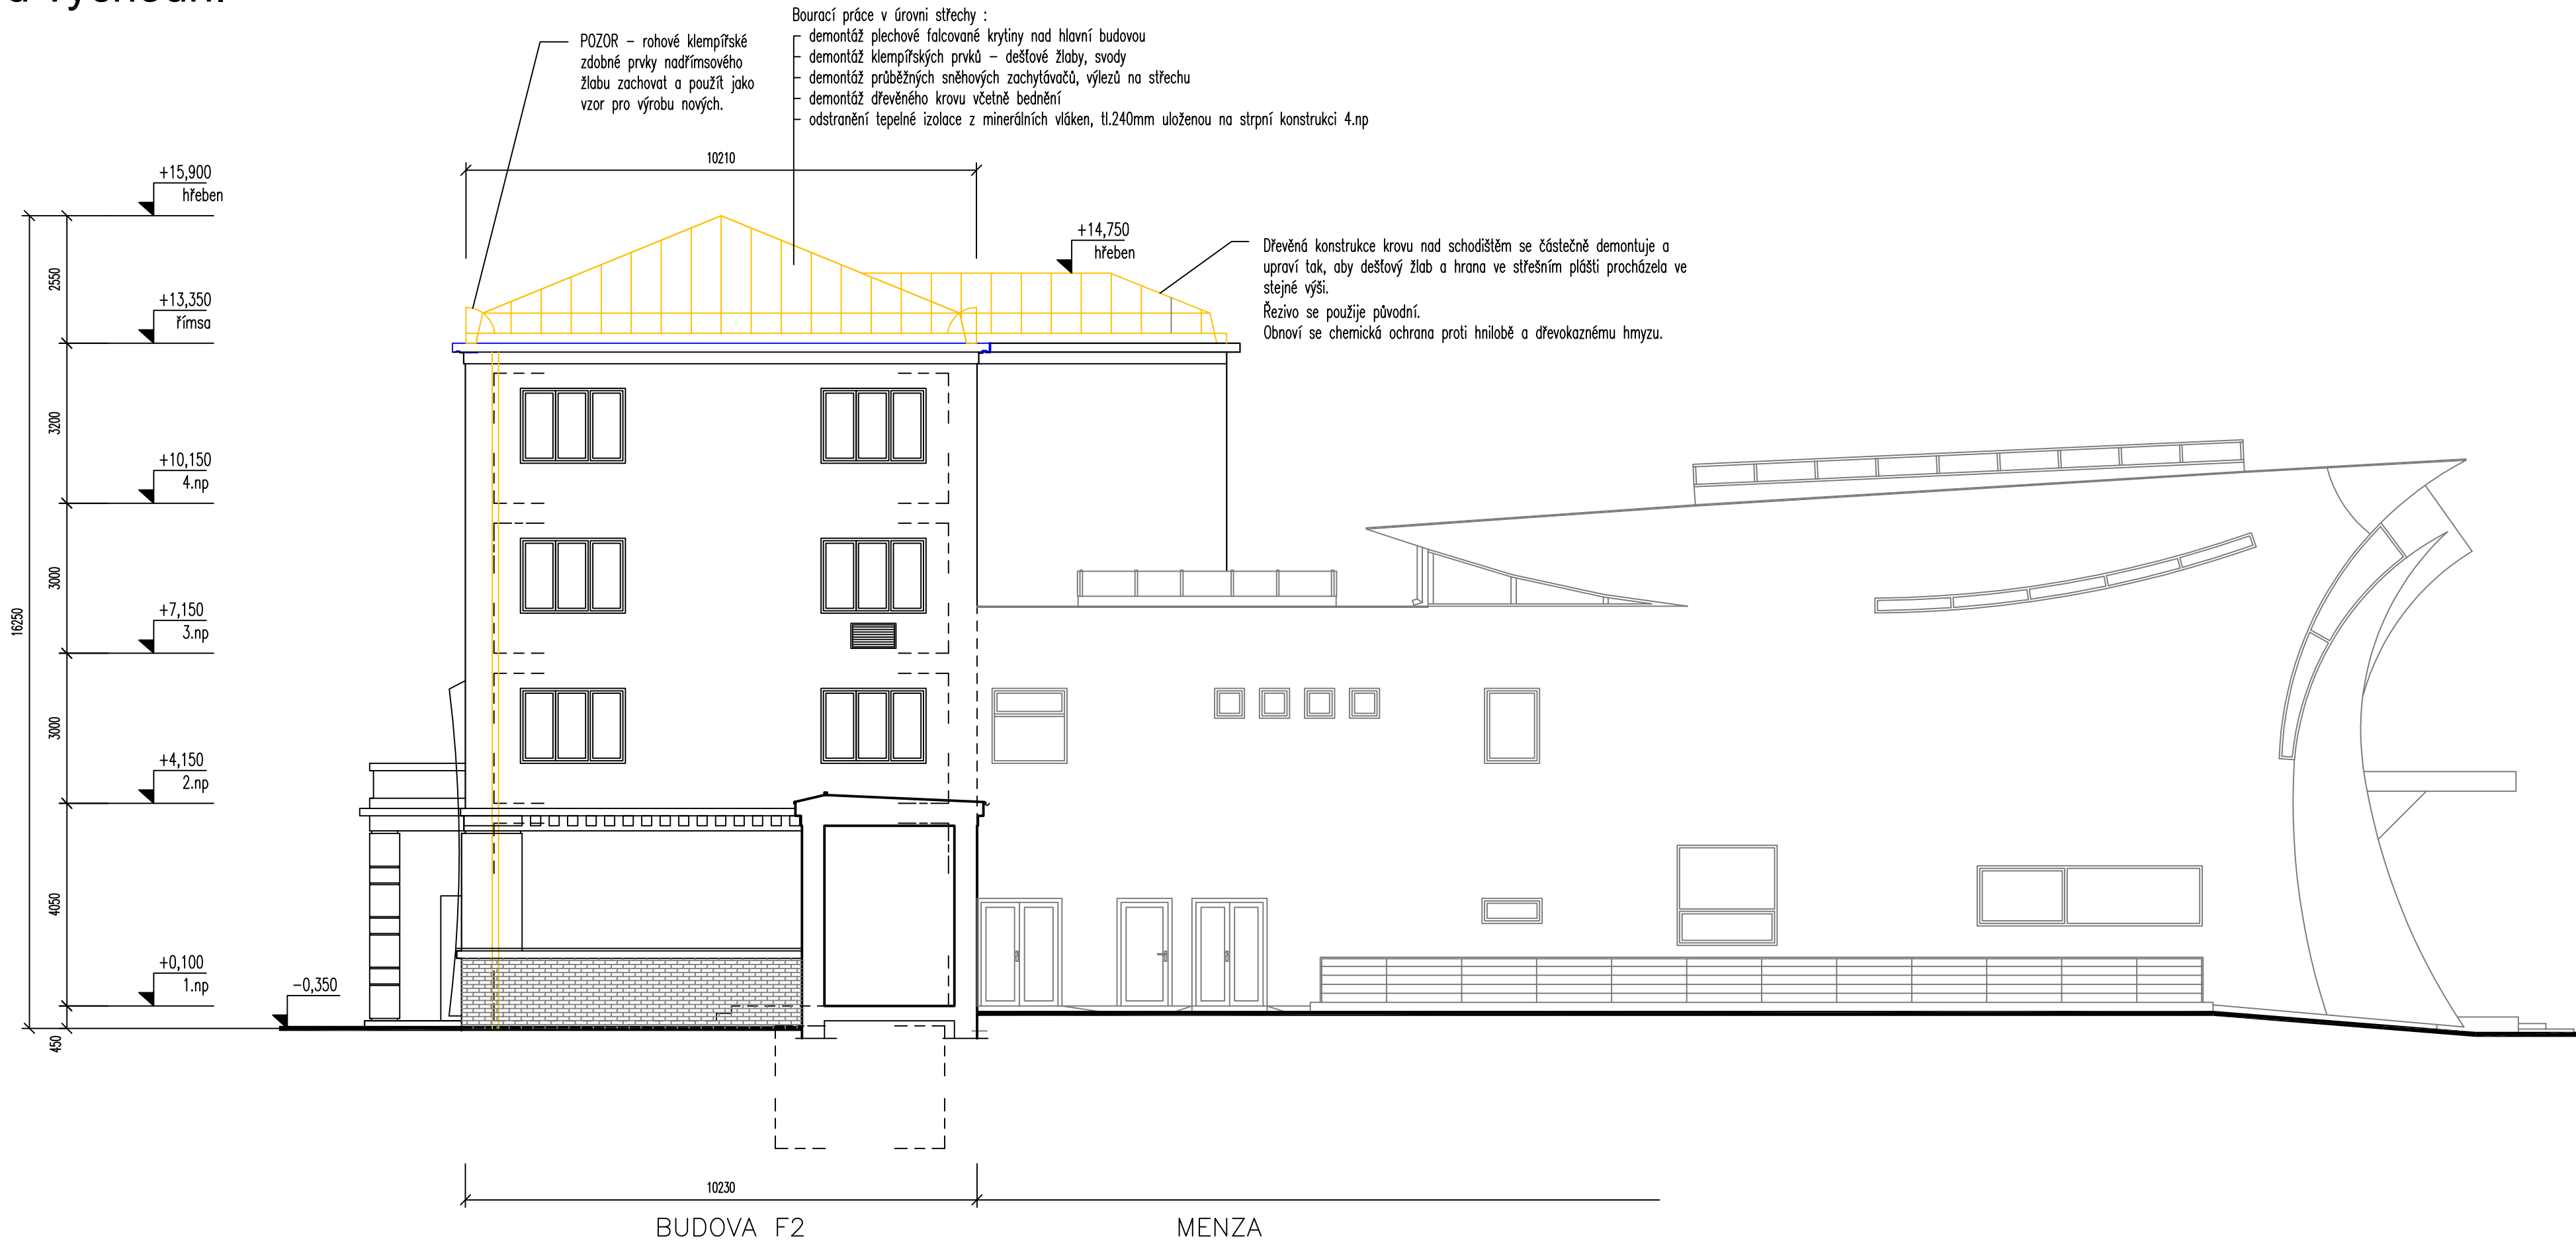 Bourací práce v úrovni střechy :
demontáž plechové falcované krytiny nad hlavní budovou
demontáž klempířských prvků – dešťové žlaby, svody
demontáž průběžných sněhových zachytávačů, výlezů na střechu
demontáž dřevěného krovu včetně bednění
odstranění tepelné izolace z minerálních vláken, tl.240mm uloženou na strpní konstrukci 4.np
POZOR – rohové klempířské
zdobné prvky nadřímsového
žlabu zachovat a použít jako
vzor pro výrobu nových.
10210
+15,900
hřeben
+14,750
hřeben
Dřevěná konstrukce krovu nad schodištěm se částečně demontuje a
upraví tak, aby dešťový žlab a hrana ve střešním plášti procházela ve
stejné výši.
Řezivo se použije původní.
Obnoví se chemická ochrana proti hnilobě a dřevokaznému hmyzu.
2550
+13,350
římsa
3200
+10,150
4.np
3000
16250
+7,150
3.np
3000
+4,150
2.np
4050
+0,100
1.np
-0,350
450
10230
BUDOVA F2
MENZA